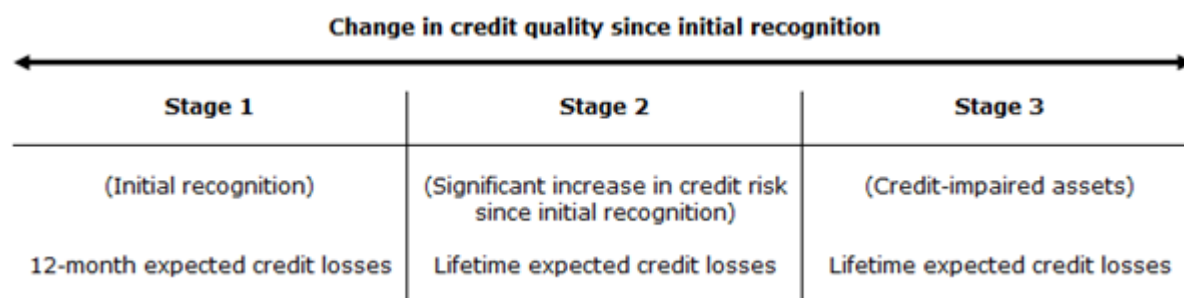 Change in credit quality since initial recognition
Stage 1
Stage 2
Stage 3
(Initial recognition)
(Significant increase in credit risk
since initial recognition)
(Credit-impaired assets)
12-month expected credit losses
Lifetime expected credit losses
Lifetime expected credit losses